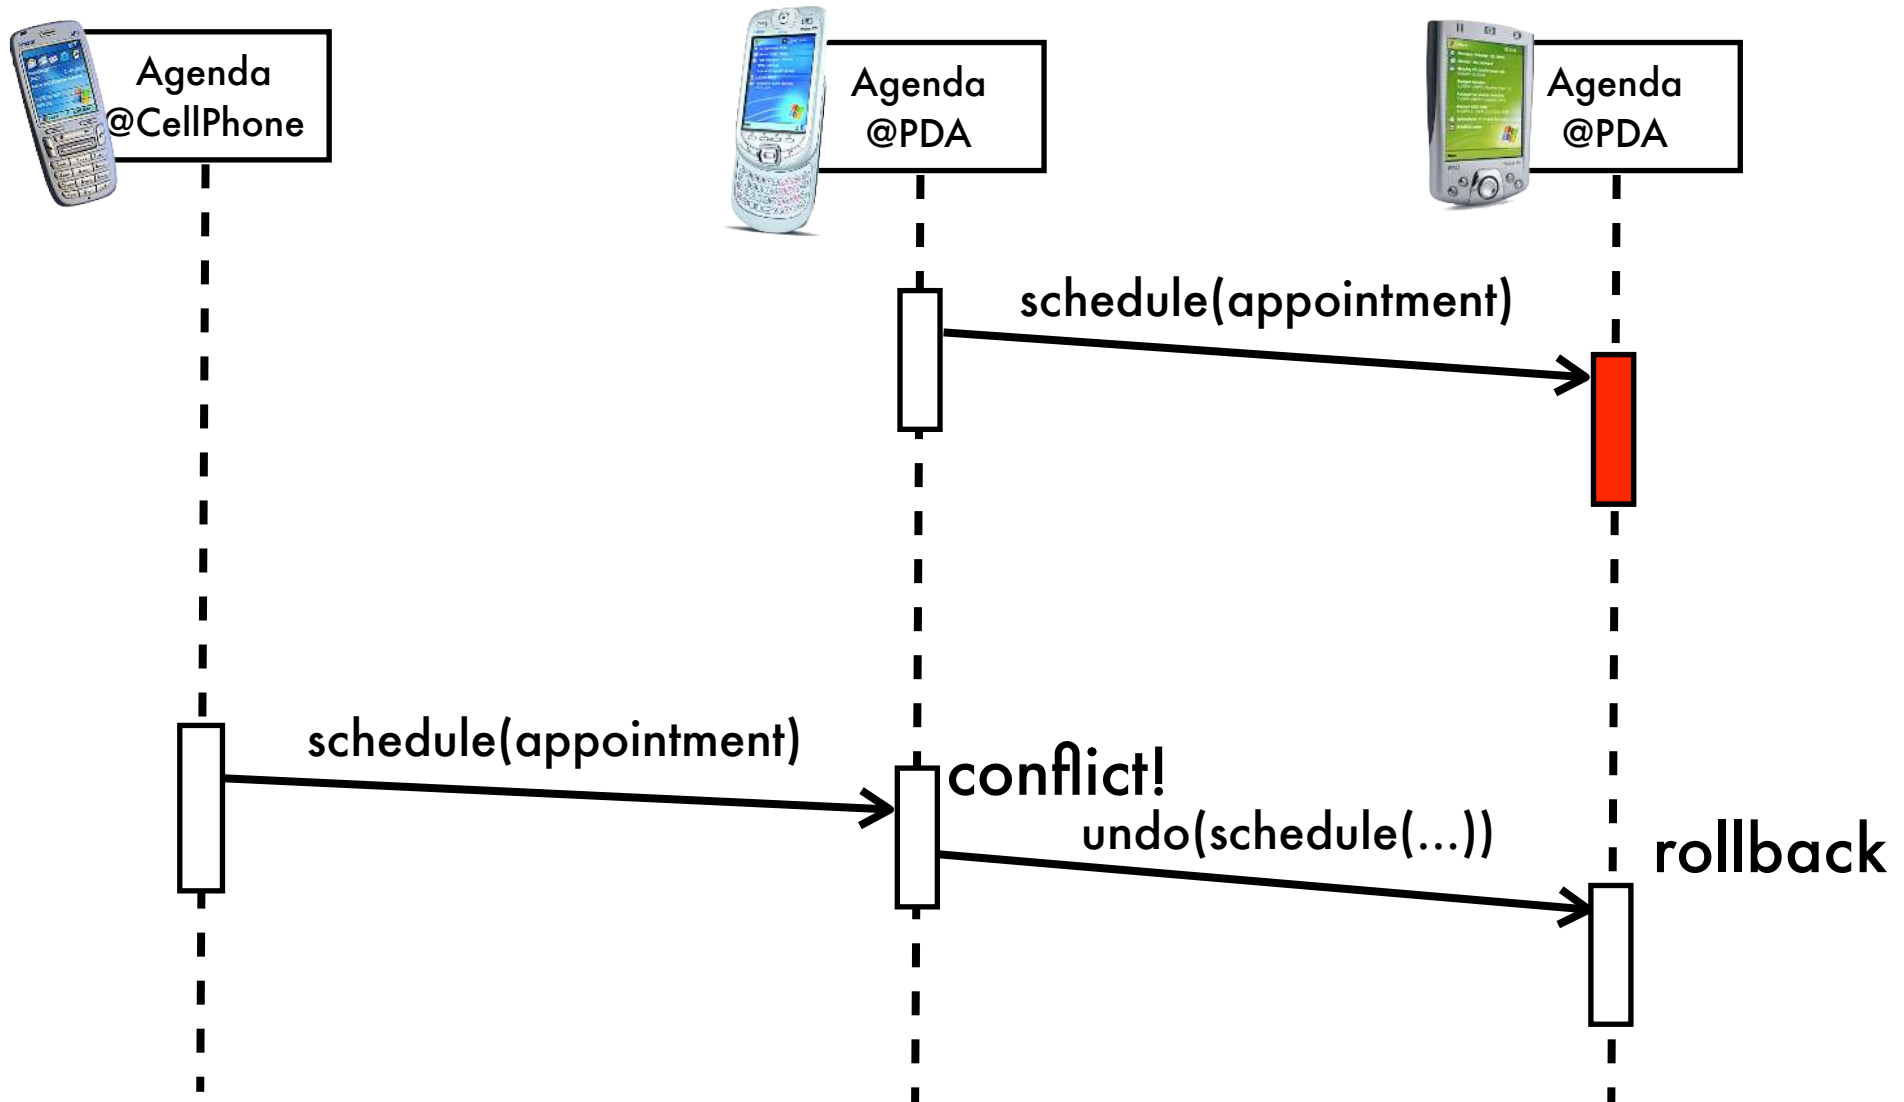 Agenda
@CellPhone
Agenda
@PDA
Agenda
@PDA
schedule(appointment)
schedule(appointment)
conflict!
undo(schedule(...))
rollback